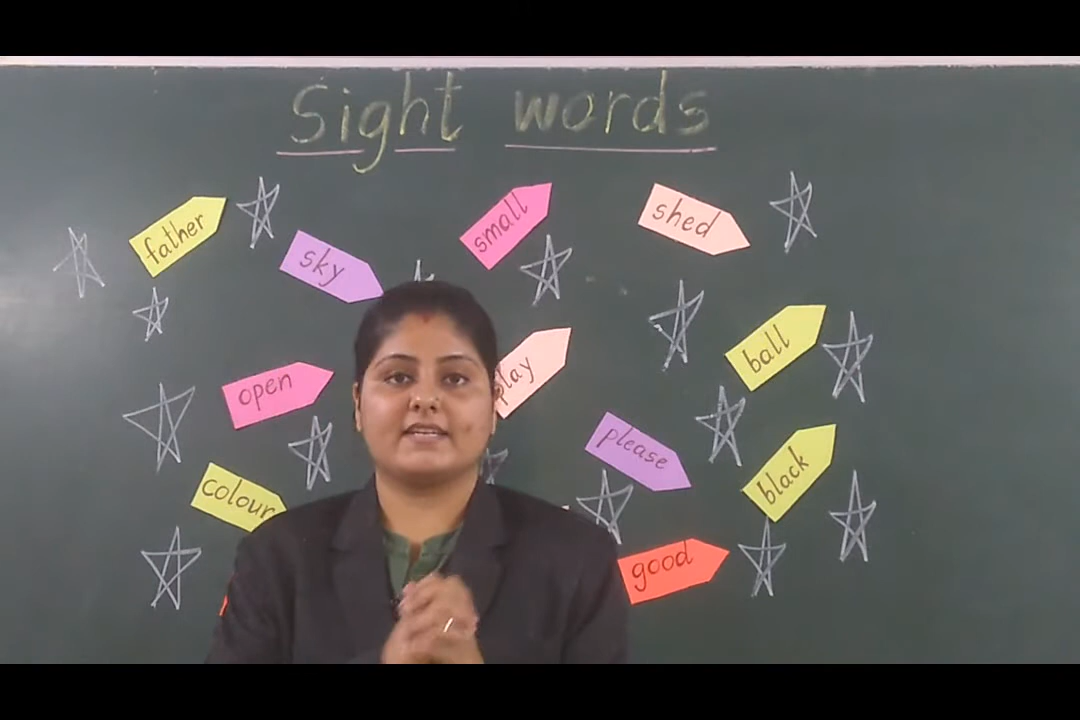 Sight words
father
sky
small
shed
open
play
ball
please
colour
black
good